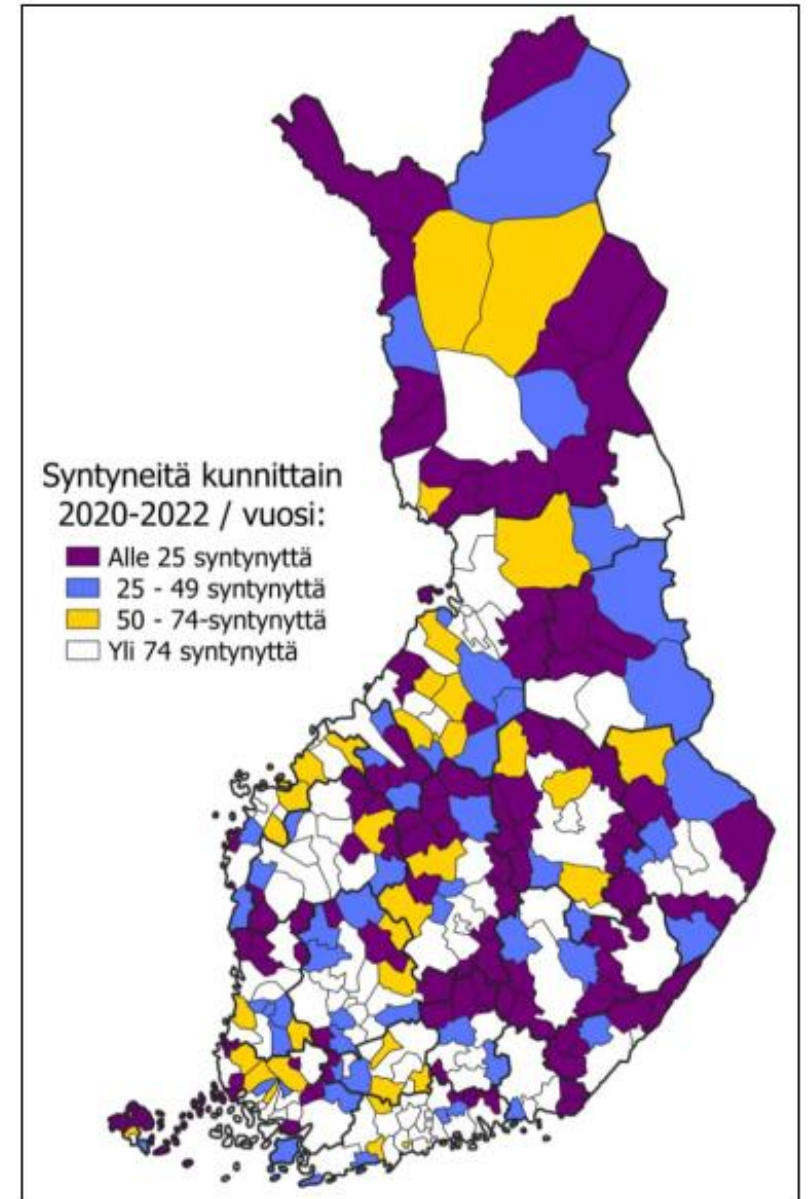 Syntyneitä kunnittain
2020-2022 / vuosi:
Alle 25 syntynyttä
25 - 49 syntynyttä
50 - 74-syntynyttä
Yli 74 syntynyttä